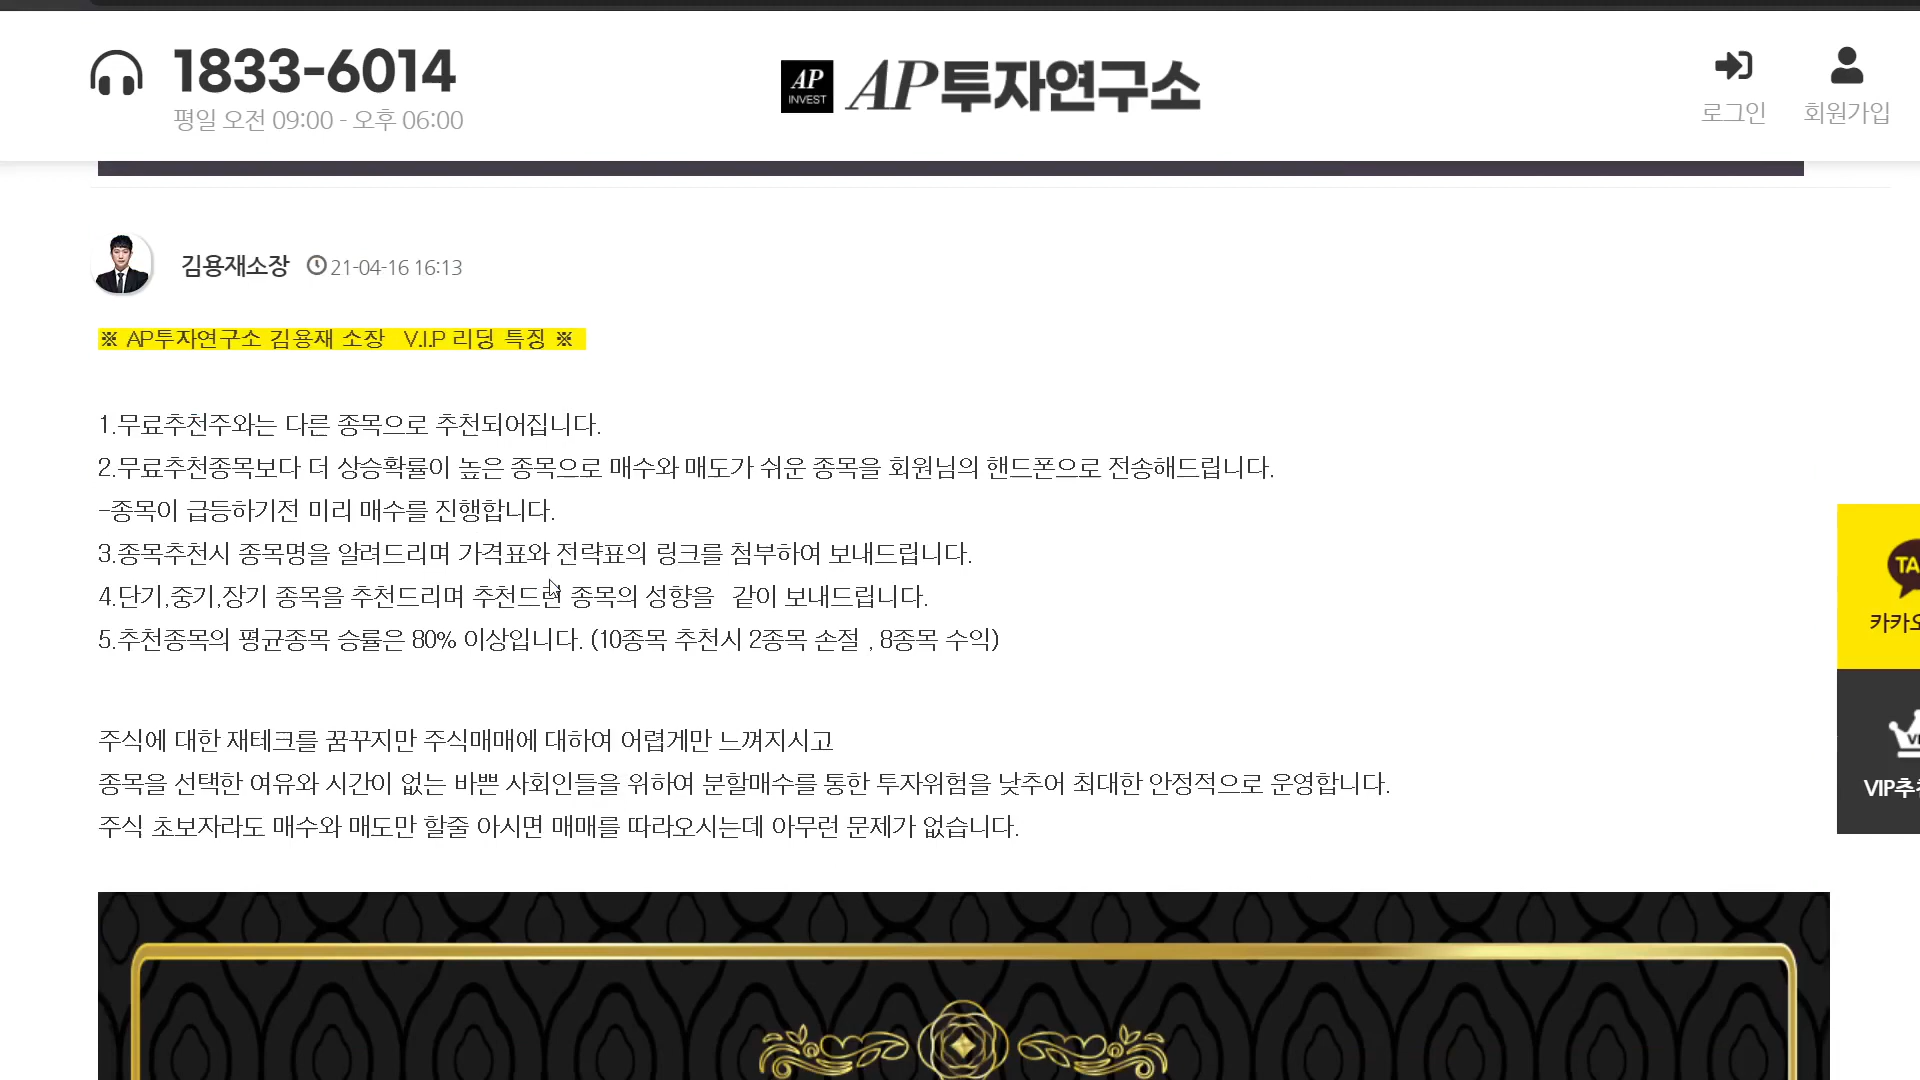 1833-6014
평일 오전 09:00 - 오후 06:00
AP
INVEST
AP투자연구소
로그인
회원가입
김용재소장 21-04-16 16:13
※ AP투자연구소 김용재 소장 V.I.P 리딩 특징 ※
1.무료추천주와는 다른 종목으로 추천되어집니다.
2.무료추천종목보다 더 상승확률이 높은 종목으로 매수와 매도가 쉬운 종목을 회원님의 핸드폰으로 전송해드립니다.
-종목이 급등하기전 미리 매수를 진행합니다.
3.종목추천시 종목명을 알려드리며 가격표와 전략표의 링크를 첨부하여 보내드립니다.
4.단기,중기,장기 종목을 추천드리며 추천드린 종목의 성향을 같이 보내드립니다.
5.추천종목의 평균종목 승률은 80% 이상입니다. (10종목 추천시 2종목 손절 , 8종목 수익)
주식에 대한 재테크를 꿈꾸지만 주식매매에 대하여 어렵게만 느껴지시고
종목을 선택한 여유와 시간이 없는 바쁜 사회인들을 위하여 분할매수를 통한 투자위험을 낮추어 최대한 안정적으로 운영합니다.
주식 초보자라도 매수와 매도만 할줄 아시면 매매를 따라오시는데 아무런 문제가 없습니다.
TA
카카오
VIP추천